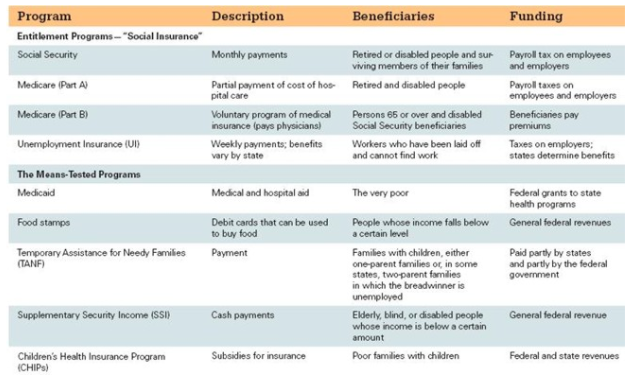 Program Description Beneficiaries Funding
Entitlement Programs—"Social Insurance"
Social Security Monthly payments Retired or disabled people and sur- Payroll tax on employees
viving members of their families and employers
Medicare (Part A) Partial payment of cost of hos- Retired and disabled people Payroll taxes on
pital care employees and employers
Medicare (Part B) Voluntary program of medical Persons 65 or over and disabled Beneficiaries pay
insurance (pays physicians) Social Security beneficiaries premiums
Unemployment Insurance (UI) Weekly payments; benefits Workers who have been laid off Taxes on employers;
vary by state and cannot find work states determine benefits
The Means-Tested Programs
Medicaid Medical and hospital aid The very poor Federal grants to state
health programs
Food stamps Debit cards that can be used People whose income falls below General federal revenues
to buy food a certain level
Temporary Assistance for Needy Families Payment Families with children, either Paid partly by states
(TANF) one-parent families or, in some and partly by the federal
states, two-parent families government
in which the breadwinner is
unemployed
Supplementary Security Income (SSI) Cash payments Elderly, blind, or disabled people General federal revenue
whose income is below a certain
amount
Children's Health Insurance Program Subsidies for insurance Poor families with children Federal and state revenues
(CHIPs)